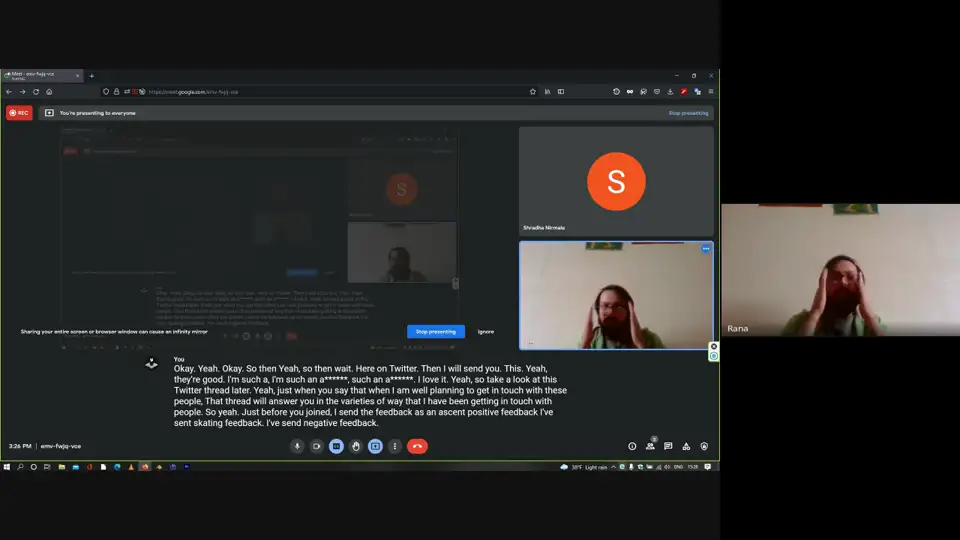 Meet - emv-fwjq-vce
https://meet.google.com/emv-fwjq-vce
REC
You're presenting to everyone
Stop presenting
S
S
Shradha Nirmala
Sharing your entire screen or browser window can cause an infinity mirror
Stop presenting
Ignore
Rana
You
Okay. Yeah. Okay. So then Yeah, so then wait. Here on Twitter. Then I will send you. This. Yeah,
they're good. I'm such a, I'm such an a******, such an a******. I love it. Yeah, so take a look at this
Twitter thread later. Yeah, just when you say that when I am well planning to get in touch with these
people, That thread will answer you in the varieties of way that I have been getting in touch with
people. So yeah. Just before you joined, I send the feedback as an ascent positive feedback I've
sent skating feedback. I've send negative feedback.
3:26 PM | emv-fwjq-vce
38°F Light rain
ENG
15:26